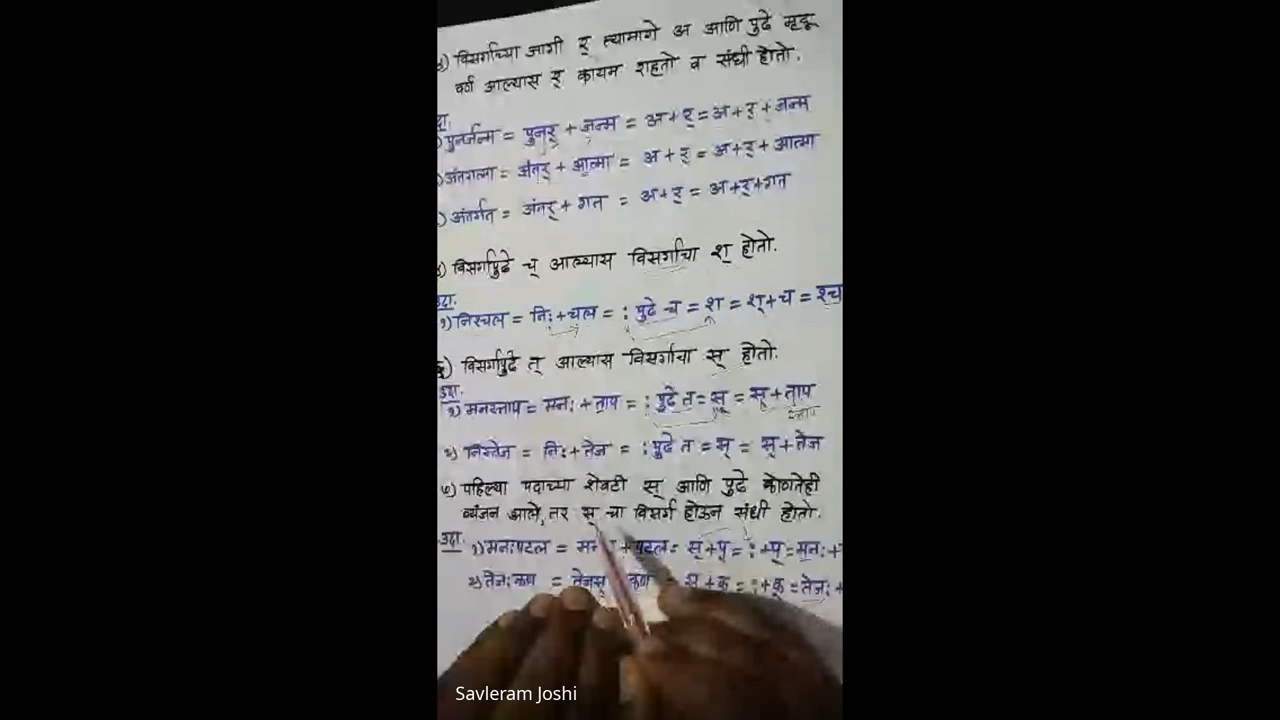 विसर्गाच्या जागी र् त्यामागे अ आणि पुढे मृदू
वर्ण आल्यास र् कायम राहतो व संधी होतो.
उदा.
पुनर्जन्म = पुनर् + जन्म = अ + र् = अ + र् + जन्म
अंतरात्मा = अंतर् + आत्मा = अ + र् = अ + र् + आत्मा
अंतर्गत = अंतर् + गत = अ + र् = अ + र् + गत
विसर्गापुढे च् आल्यास विसर्गाचा श् होतो.
उदा.
१) निश्चल = निः + चल = : पुढे च = श = श् + च = श्च
विसर्गापुढे त् आल्यास विसर्गाचा स् होतो.
उदा.
१) मनस्ताप = मनः + ताप = : पुढे त = स् = स् + ताप
स्ताप
२) निस्तेज = निः + तेज = : पुढे त = स् = स् + तेज
७) पहिल्या पदाच्या शेवटी स् आणि पुढे कोणतेही
व्यंजन आले, तर स् चा विसर्ग होऊन संधी होतो.
उदा. १) मनःपटल = + पटल = स् + प् = : + प् = मनः +
२) तेजःकण = तेजस् कण = स् + क् = : + क् = तेजः +
Savleram Joshi